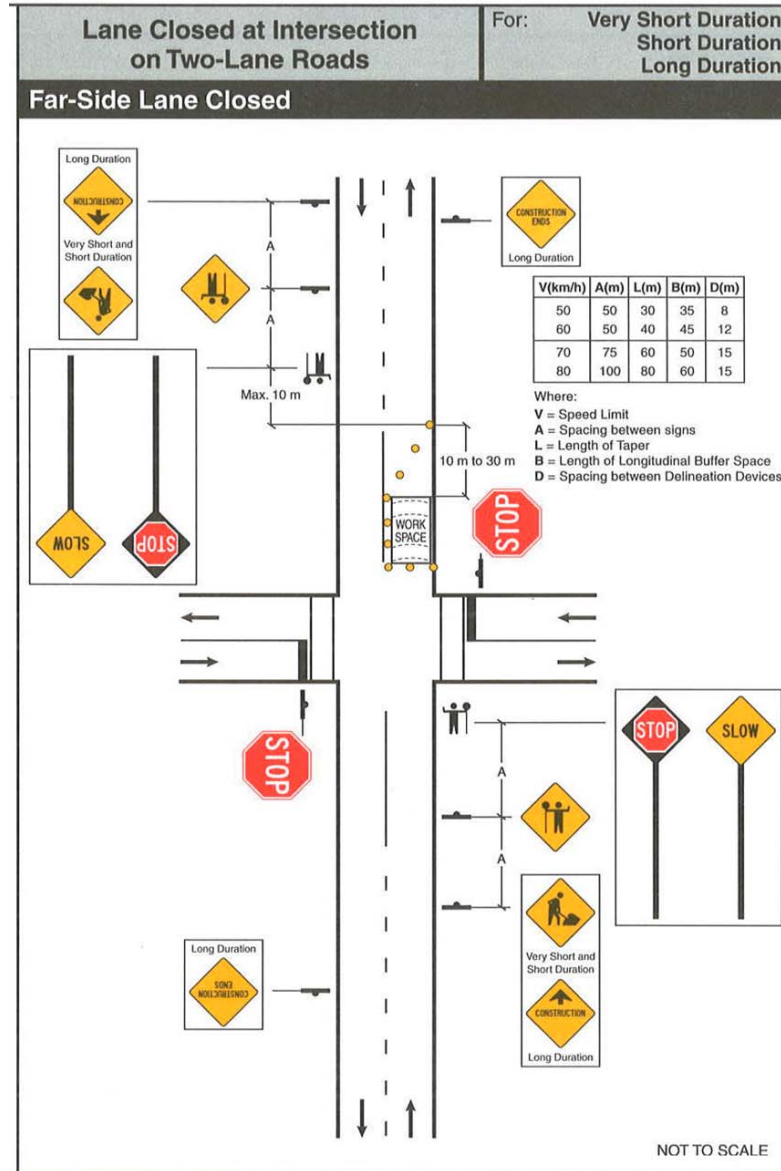 Lane Closed at Intersection
on Two-Lane Roads
For: Very Short Duration
Short Duration
Long Duration
Far-Side Lane Closed
Long Duration
CONSTRUCTION
Very Short and
Short Duration
A
A
Max. 10 m
SLOW
STOP
CONSTRUCTION
ENDS
Long Duration
V(km/h) A(m) L(m) B(m) D(m)
50 50 30 35 8
60 50 40 45 12
70 75 60 50 15
80 100 80 60 15
Where:
V = Speed Limit
A = Spacing between signs
L = Length of Taper
B = Length of Longitudinal Buffer Space
D = Spacing between Delineation Devices
10 m to 30 m
WORK
SPACE
STOP
STOP
A
A
STOP
SLOW
Very Short and
Short Duration
CONSTRUCTION
Long Duration
Long Duration
CONSTRUCTION
ENDS
NOT TO SCALE